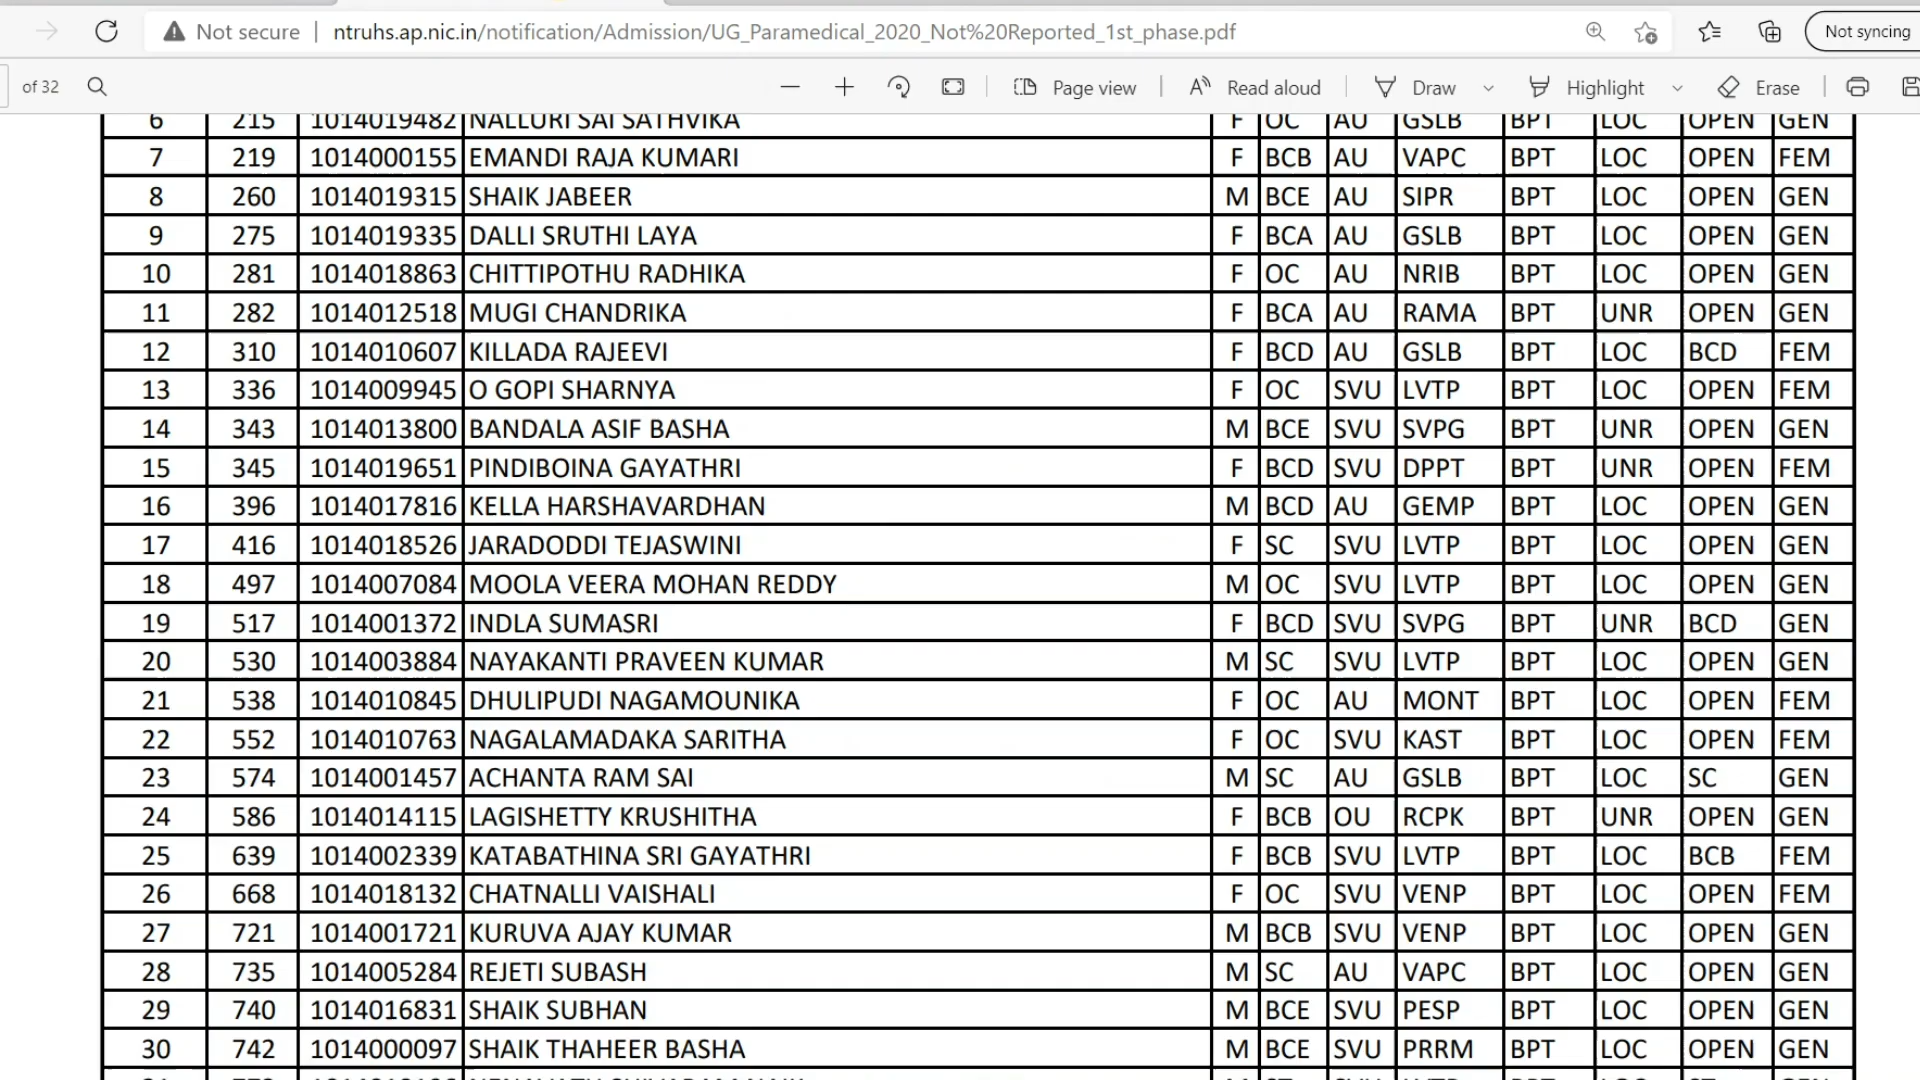 Not secure | ntruhs.ap.nic.in/notification/Admission/UG_Paramedical_2020_Not%20Reported_1st_phase.pdf Not syncing
of 32 Page view Read aloud Draw Highlight Erase
6 215 1014019482 NALLURI SAI SATHVIKA F OC AU GSLB BPT LOC OPEN GEN
7 219 1014000155 EMANDI RAJA KUMARI F BCB AU VAPC BPT LOC OPEN FEM
8 260 1014019315 SHAIK JABEER M BCE AU SIPR BPT LOC OPEN GEN
9 275 1014019335 DALLI SRUTHI LAYA F BCA AU GSLB BPT LOC OPEN GEN
10 281 1014018863 CHITTIPOTHU RADHIKA F OC AU NRIB BPT LOC OPEN GEN
11 282 1014012518 MUGI CHANDRIKA F BCA AU RAMA BPT UNR OPEN GEN
12 310 1014010607 KILLADA RAJEEVI F BCD AU GSLB BPT LOC BCD FEM
13 336 1014009945 O GOPI SHARNYA F OC SVU LVTP BPT LOC OPEN FEM
14 343 1014013800 BANDALA ASIF BASHA M BCE SVU SVPG BPT UNR OPEN GEN
15 345 1014019651 PINDIBOINA GAYATHRI F BCD SVU DPPT BPT UNR OPEN FEM
16 396 1014017816 KELLA HARSHAVARDHAN M BCD AU GEMP BPT LOC OPEN GEN
17 416 1014018526 JARADODDI TEJASWINI F SC SVU LVTP BPT LOC OPEN GEN
18 497 1014007084 MOOLA VEERA MOHAN REDDY M OC SVU LVTP BPT LOC OPEN GEN
19 517 1014001372 INDLA SUMASRI F BCD SVU SVPG BPT UNR BCD GEN
20 530 1014003884 NAYAKANTI PRAVEEN KUMAR M SC SVU LVTP BPT LOC OPEN GEN
21 538 1014010845 DHULIPUDI NAGAMOUNIKA F OC AU MONT BPT LOC OPEN FEM
22 552 1014010763 NAGALAMADAKA SARITHA F OC SVU KAST BPT LOC OPEN FEM
23 574 1014001457 ACHANTA RAM SAI M SC AU GSLB BPT LOC SC GEN
24 586 1014014115 LAGISHETTY KRUSHITHA F BCB OU RCPK BPT UNR OPEN GEN
25 639 1014002339 KATABATHINA SRI GAYATHRI F BCB SVU LVTP BPT LOC BCB FEM
26 668 1014018132 CHATNALLI VAISHALI F OC SVU VENP BPT LOC OPEN FEM
27 721 1014001721 KURUVA AJAY KUMAR M BCB SVU VENP BPT LOC OPEN GEN
28 735 1014005284 REJETI SUBASH M SC AU VAPC BPT LOC OPEN GEN
29 740 1014016831 SHAIK SUBHAN M BCE SVU PESP BPT LOC OPEN GEN
30 742 1014000097 SHAIK THAHEER BASHA M BCE SVU PRRM BPT LOC OPEN GEN